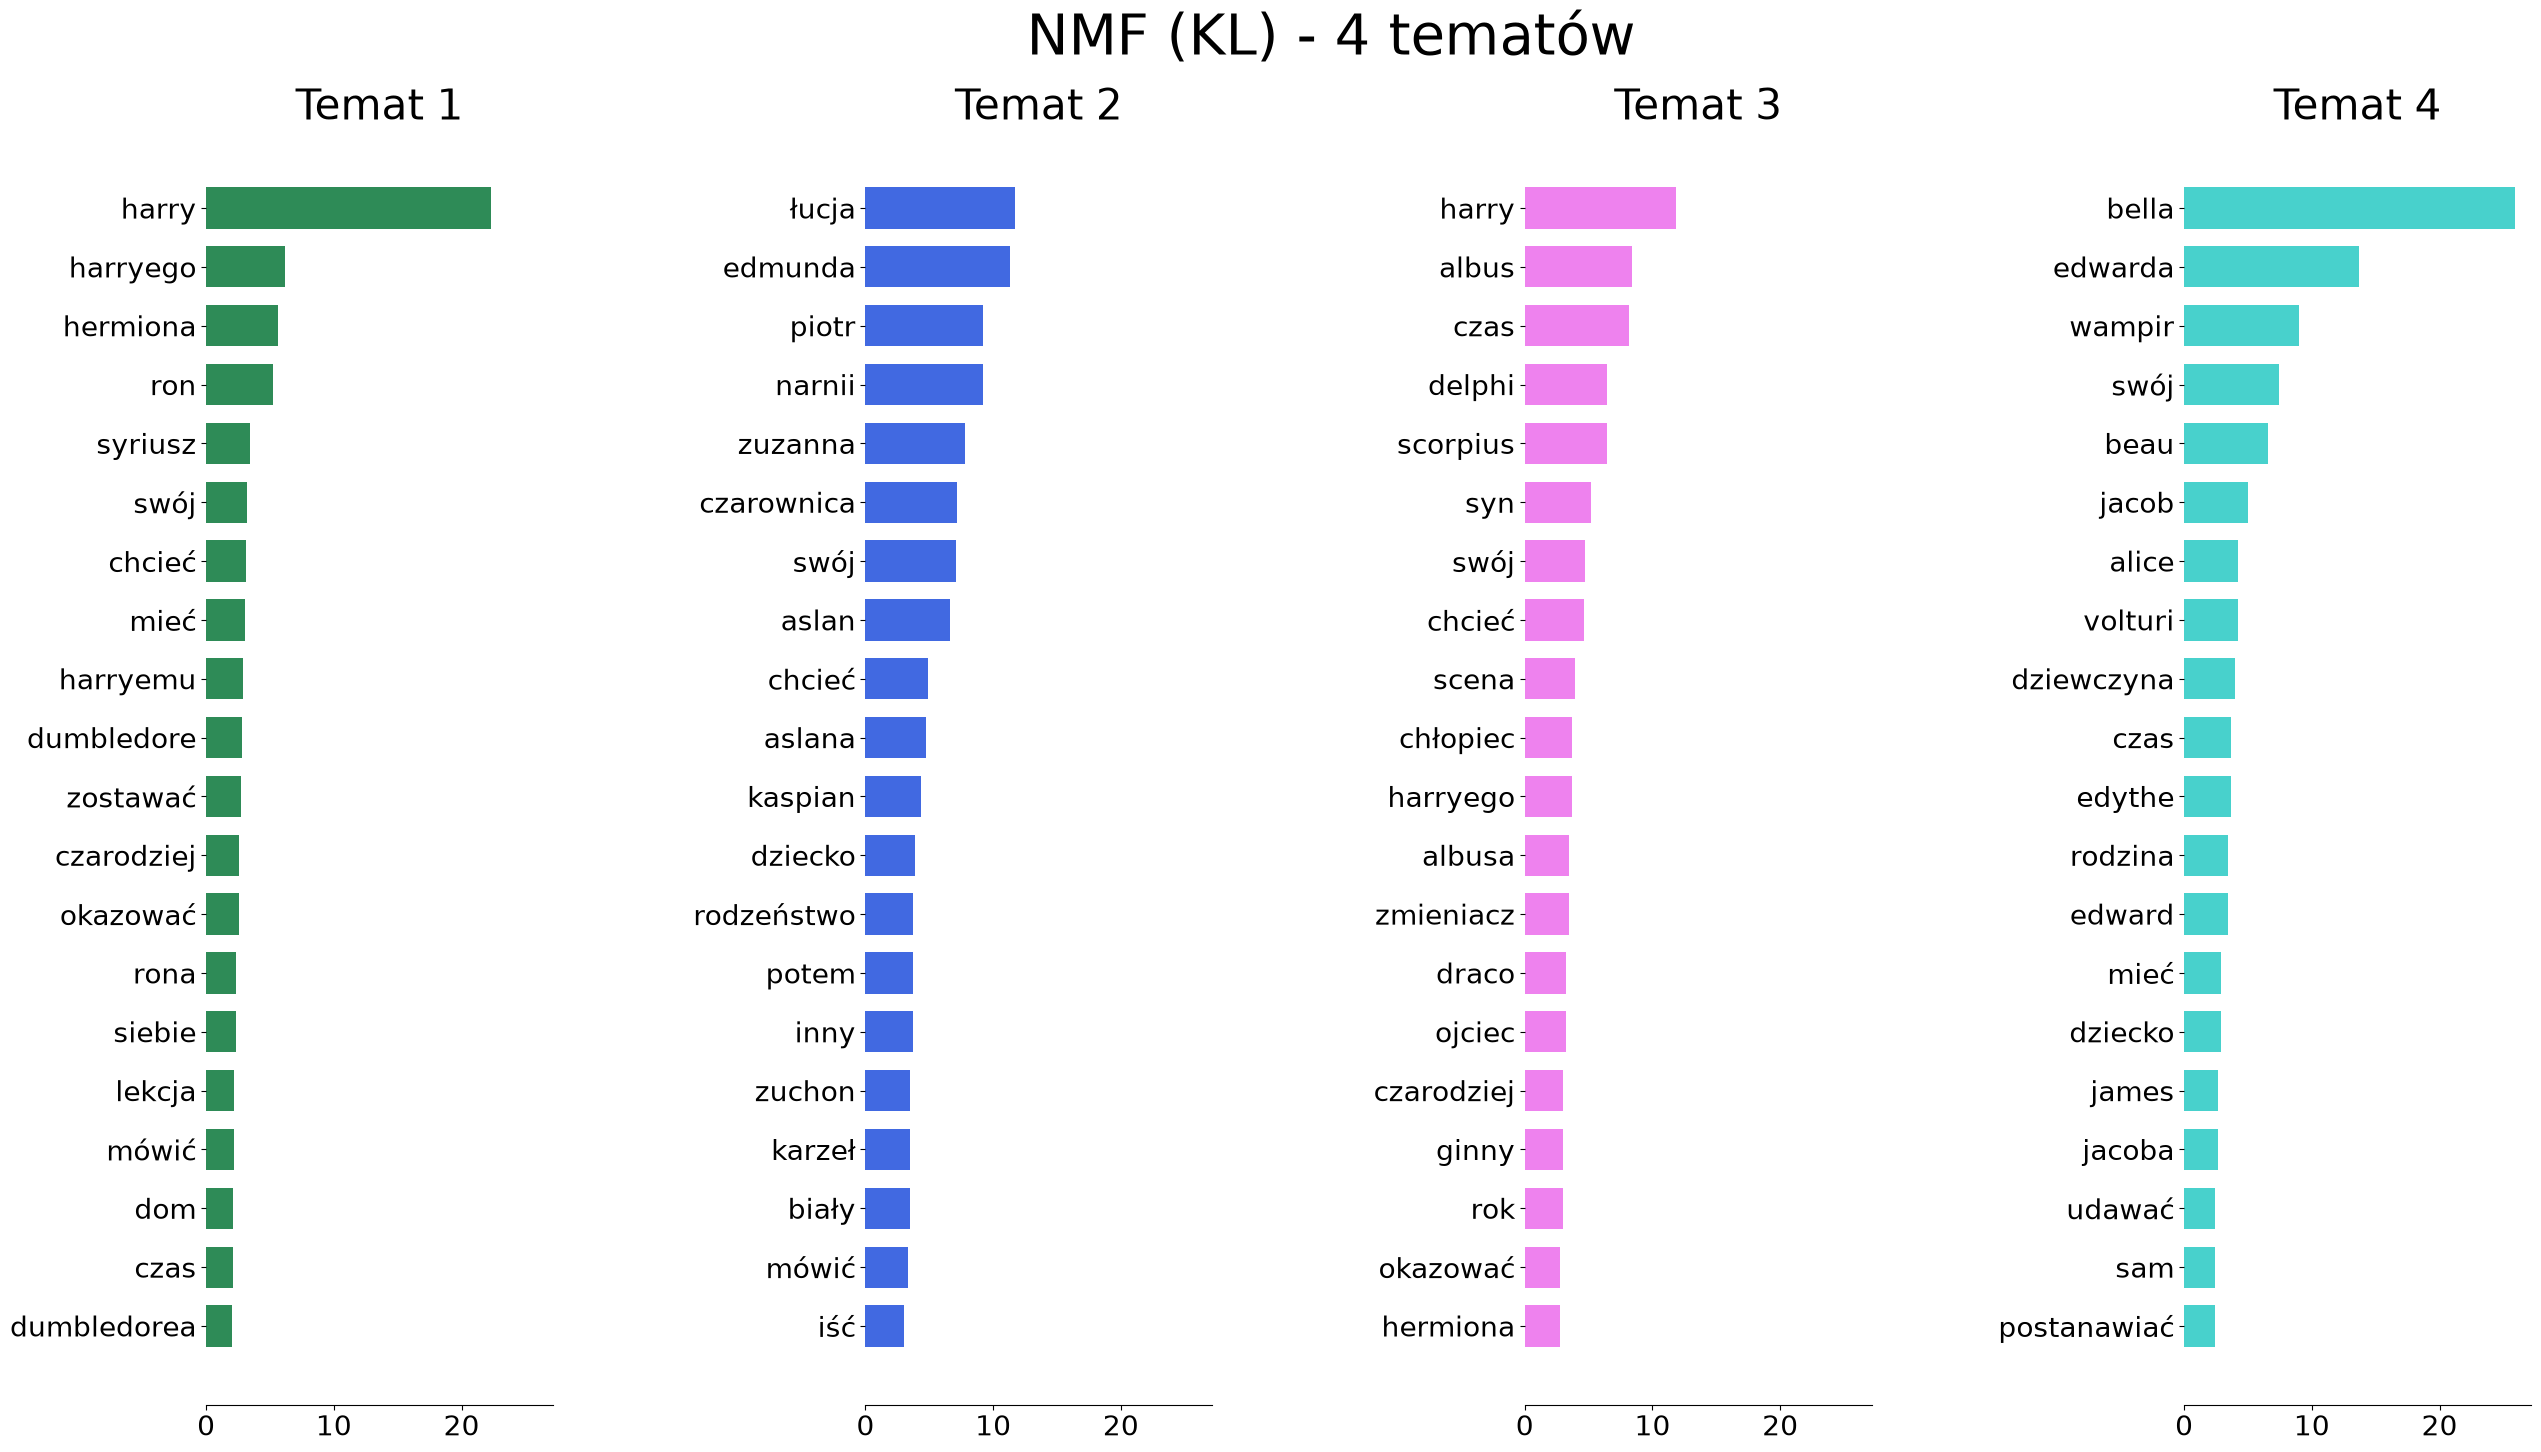 NMF (KL) - 4 tematów
Temat 1
harry
harryego
hermiona
ron
syriusz
swój
chcieć
mieć
harryemu
dumbledore
zostawać
czarodziej
okazować
rona
siebie
lekcja
mówić
dom
czas
dumbledorea
0 10 20
Temat 2
łucja
edmunda
piotr
narnii
zuzanna
czarownica
swój
aslan
chcieć
aslana
kaspian
dziecko
rodzeństwo
potem
inny
zuchon
karzeł
biały
mówić
iść
0 10 20
Temat 3
harry
albus
czas
delphi
scorpius
syn
swój
chcieć
scena
chłopiec
harryego
albusa
zmieniacz
draco
ojciec
czarodziej
ginny
rok
okazować
hermiona
0 10 20
Temat 4
bella
edwarda
wampir
swój
beau
jacob
alice
volturi
dziewczyna
czas
edythe
rodzina
edward
mieć
dziecko
james
jacoba
udawać
sam
postanawiać
0 10 20